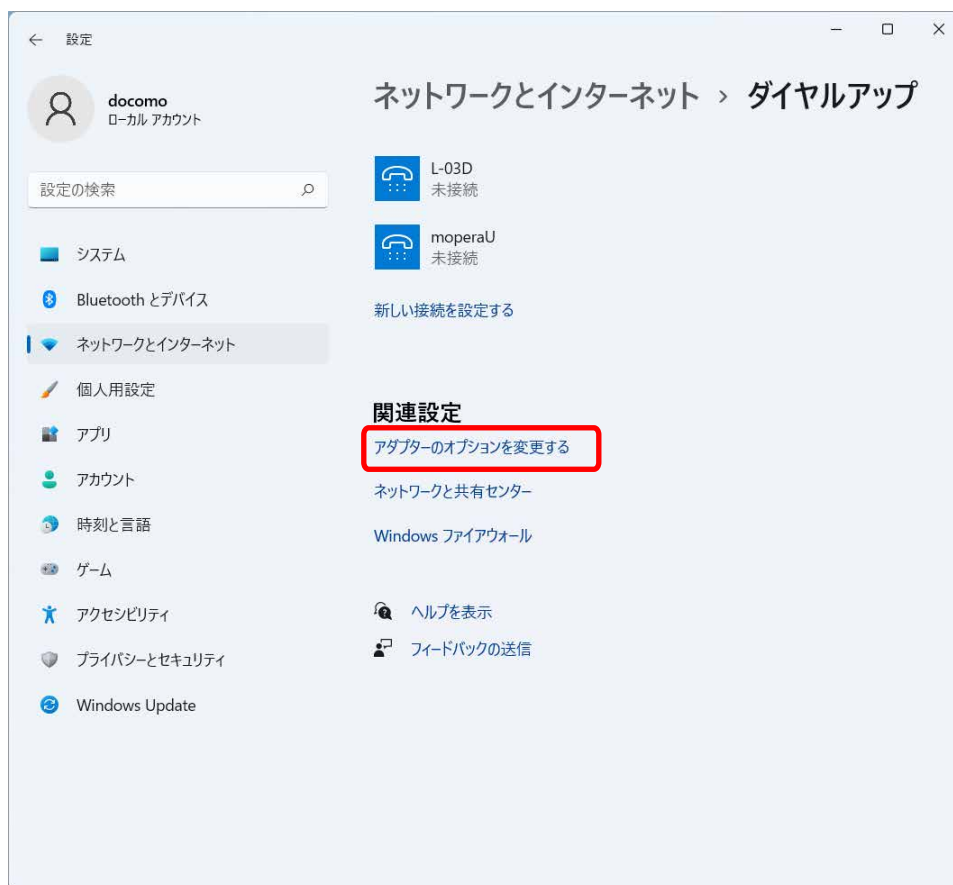 設定
docomo
ローカル アカウント
設定の検索
システム
Bluetooth とデバイス
ネットワークとインターネット
個人用設定
アプリ
アカウント
時刻と言語
ゲーム
アクセシビリティ
プライバシーとセキュリティ
Windows Update
ネットワークとインターネット › ダイヤルアップ
L-03D
未接続
moperaU
未接続
新しい接続を設定する
関連設定
アダプターのオプションを変更する
ネットワークと共有センター
Windows ファイアウォール
ヘルプを表示
フィードバックの送信